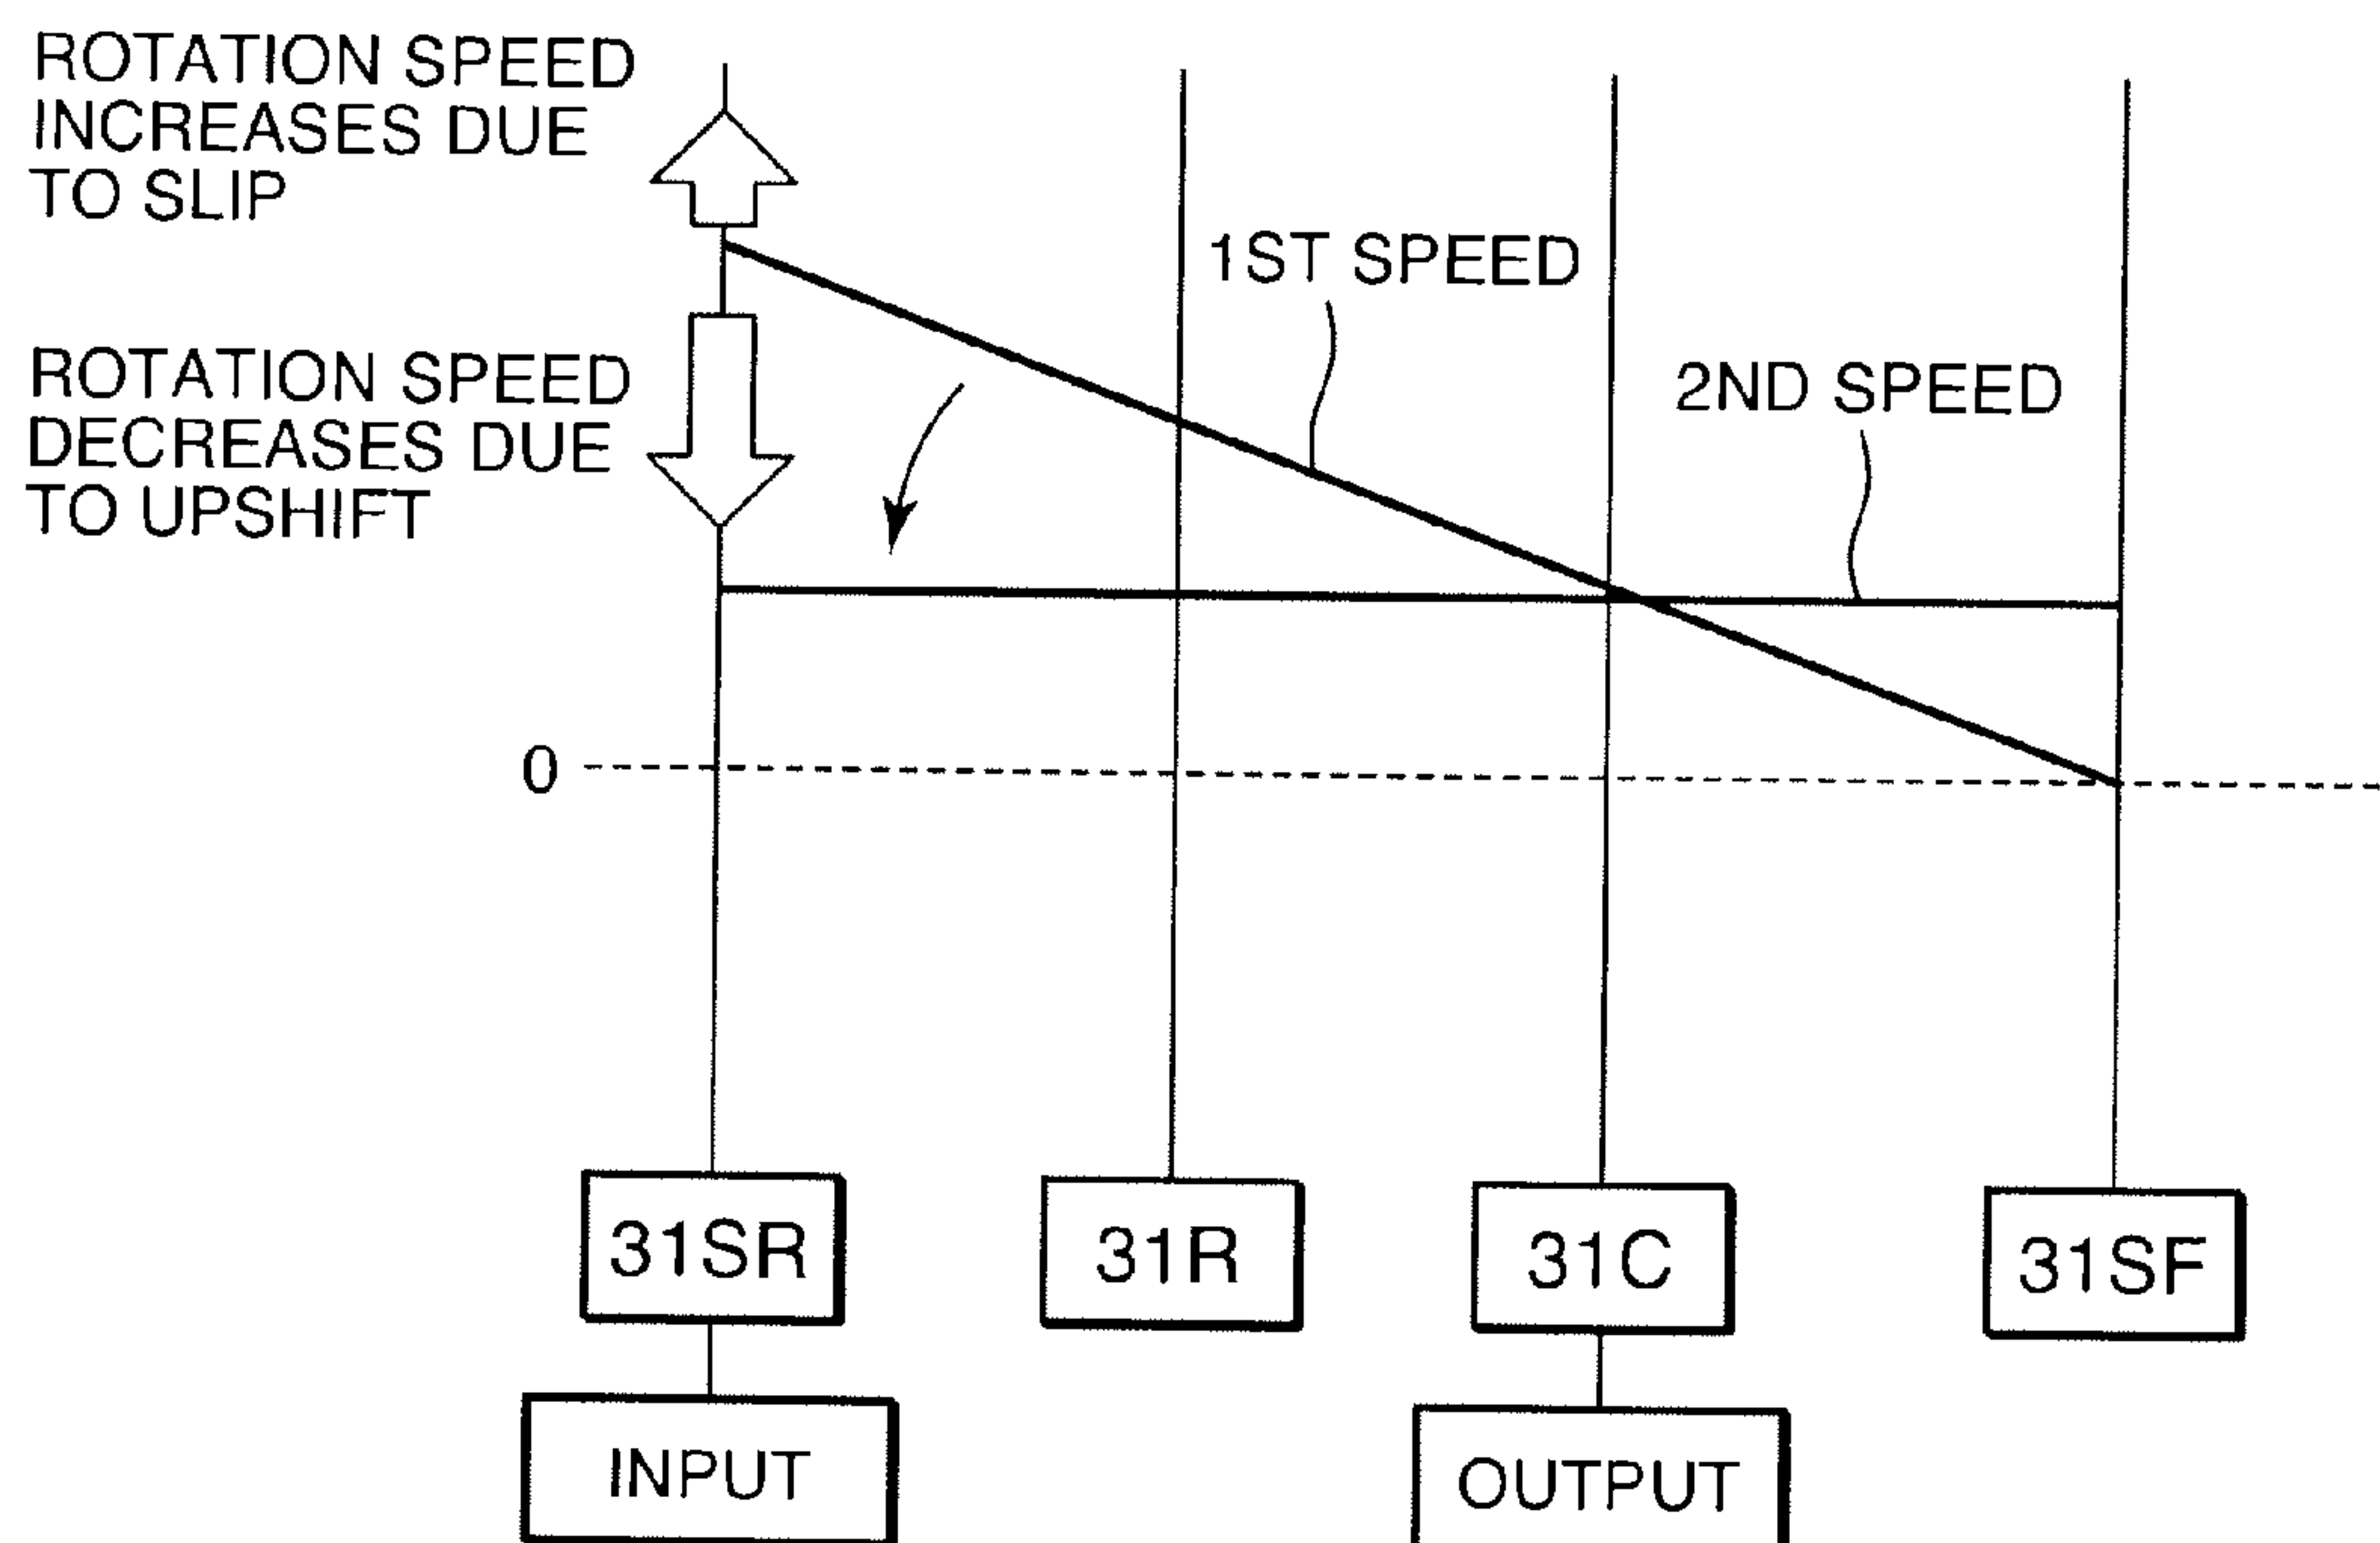 ROTATION SPEED
INCREASES DUE
TO SLIP
1ST SPEED
ROTATION SPEED
DECREASES DUE
TO UPSHIFT
2ND SPEED
0
31SR
31R
31C
31SF
INPUT
OUTPUT